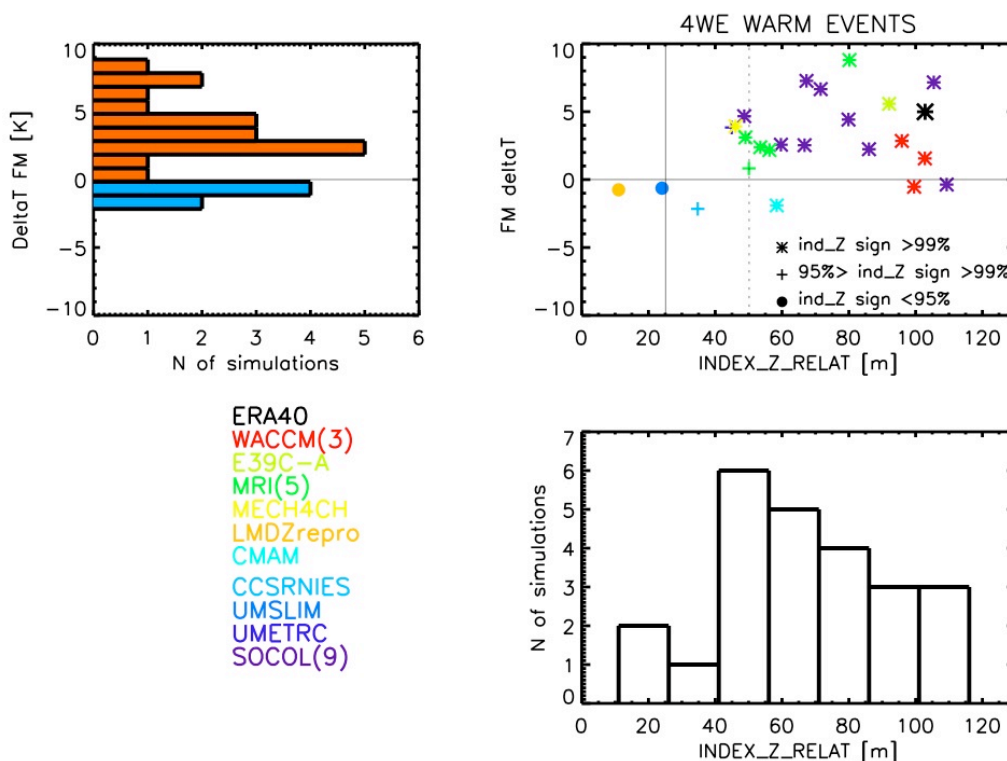 4WE WARM EVENTS
10
5
0
-5
-10
DeltaT FM [K]
0 1 2 3 4 5 6
N of simulations
10
5
0
-5
-10
FM deltaT
ind_Z sign >99%
95%> ind_Z sign >99%
ind_Z sign <95%
0 20 40 60 80 100 120
INDEX_Z_RELAT [m]
ERA40
WACCM(3)
E39C-A
MRI(5)
MECH4CH
LMDZrepro
CMAM
CCSRNIES
UMSLIM
UMETRC
SOCOL(9)
7
6
5
4
3
2
1
0
N of simulations
0 20 40 60 80 100 120
INDEX_Z_RELAT [m]